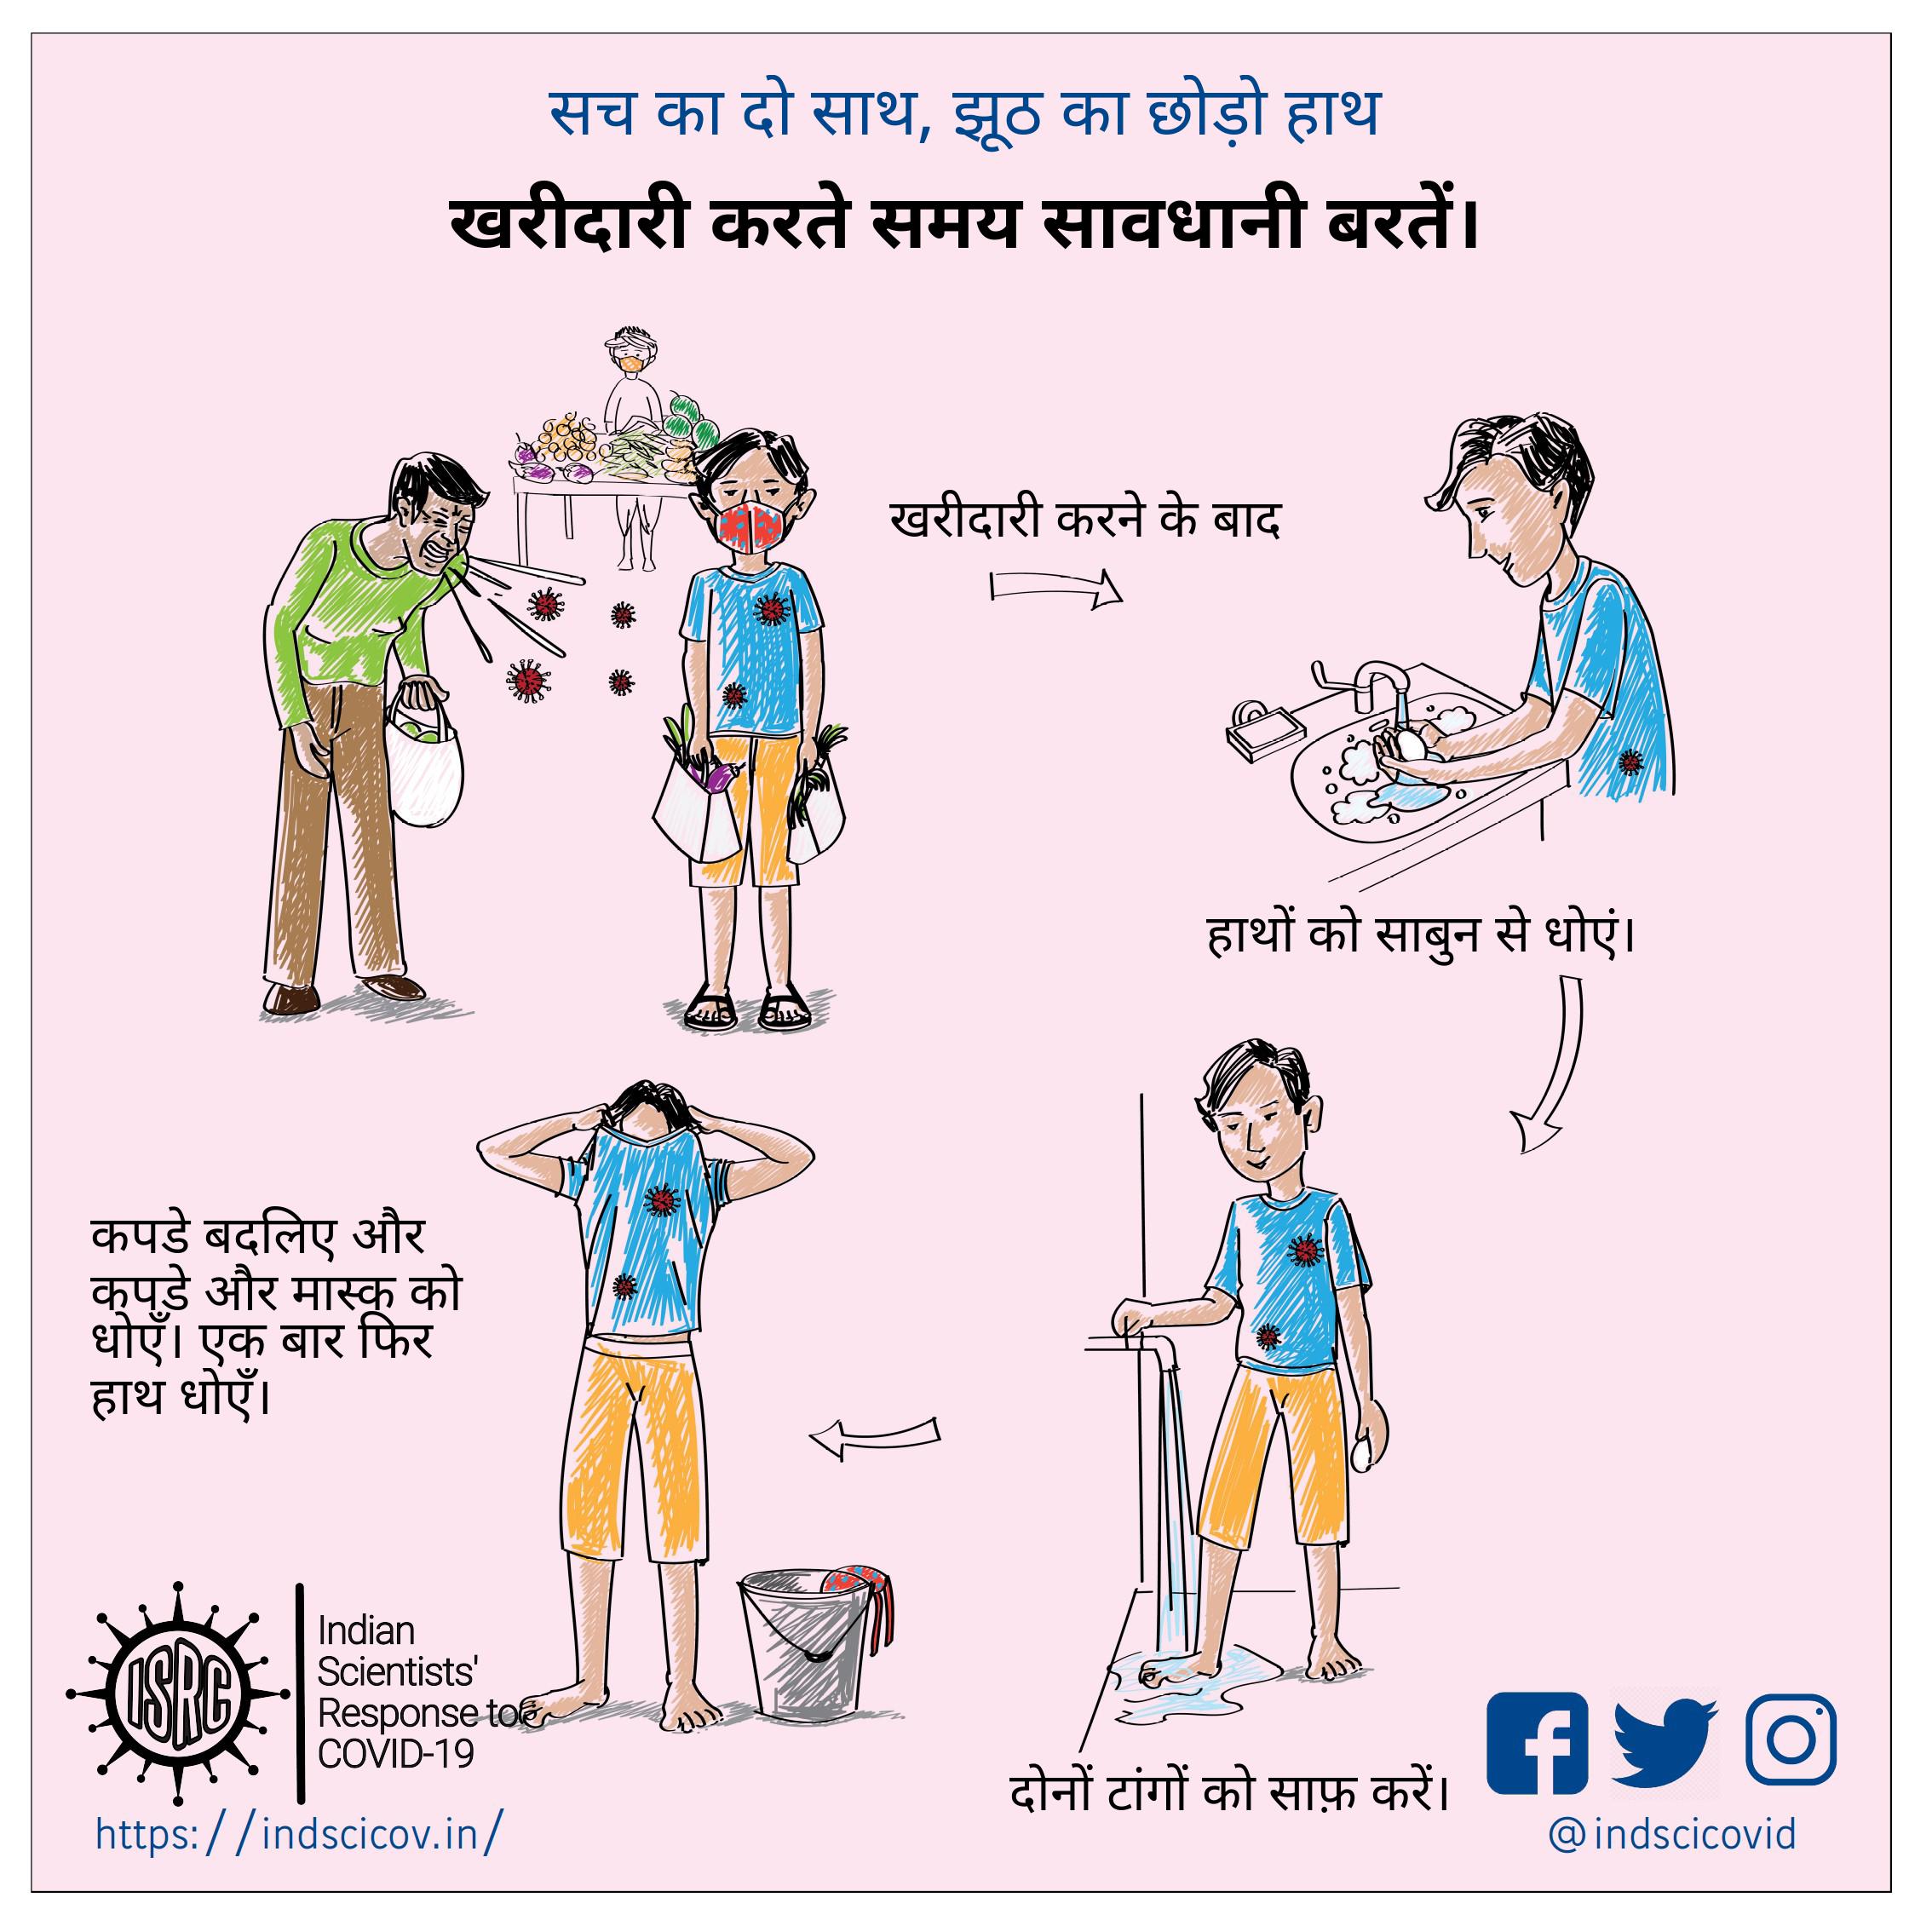 सच का दो साथ, झूठ का छोड़ो हाथ
खरीदारी करते समय सावधानी बरतें।
खरीदारी करने के बाद
हाथों को साबुन से धोएं।
दोनों टांगों को साफ़ करें।
कपडे बदलिए और
कपडे और मास्क को
धोएँ। एक बार फिर
हाथ धोएँ।
ISRC
Indian
Scientists'
Response to
COVID-19
https://indscicov.in/
@indscicovid